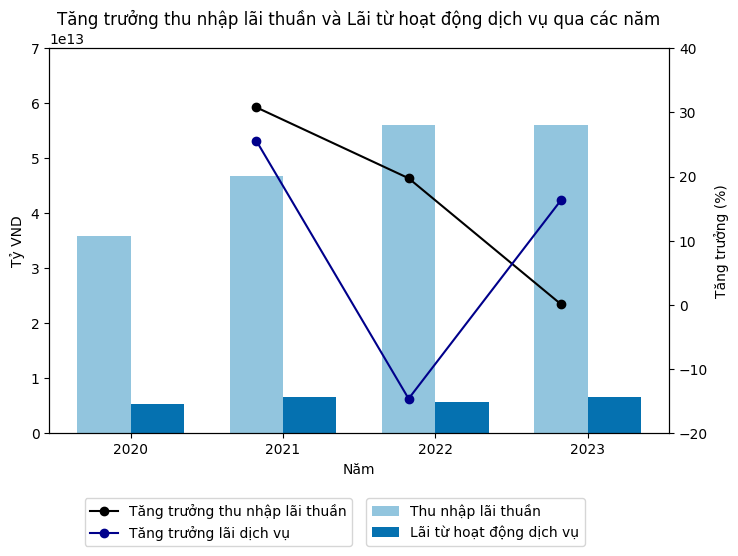 Tăng trưởng thu nhập lãi thuần và Lãi từ hoạt động dịch vụ qua các năm
1e13
7
6
5
4
3
2
1
0
Tỷ VND
40
30
20
10
0
−10
−20
Tăng trưởng (%)
2020 2021 2022 2023
Năm
Tăng trưởng thu nhập lãi thuần
Tăng trưởng lãi dịch vụ
Thu nhập lãi thuần
Lãi từ hoạt động dịch vụ